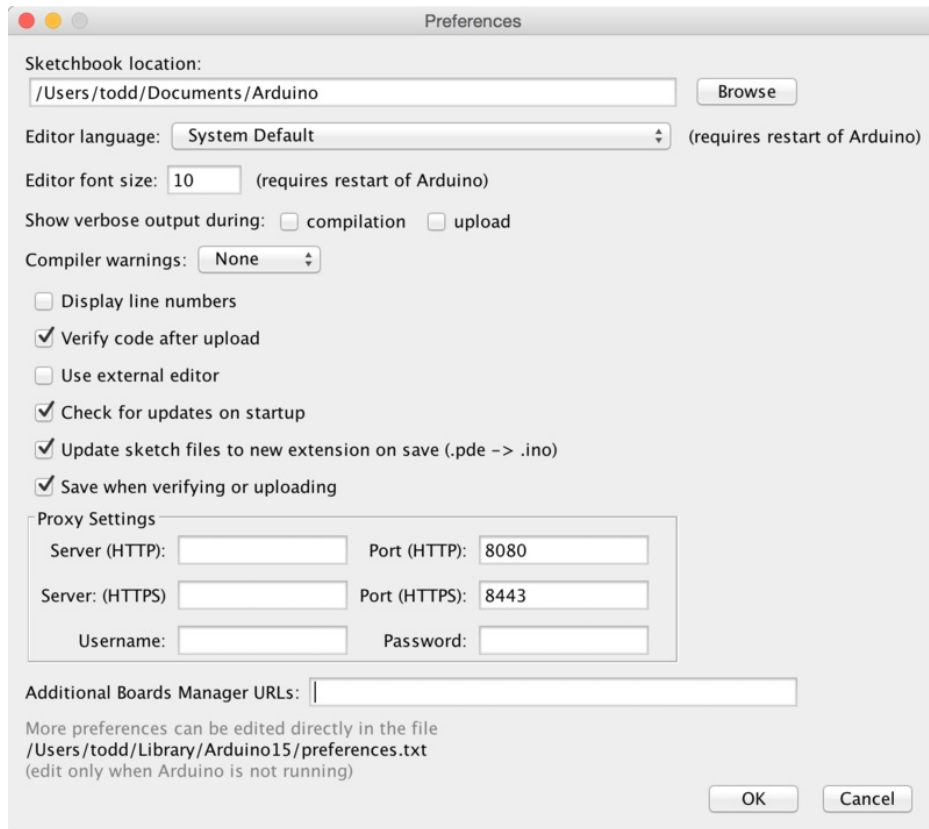 Preferences
Sketchbook location:
/Users/todd/Documents/Arduino
Browse
Editor language: System Default (requires restart of Arduino)
Editor font size: 10 (requires restart of Arduino)
Show verbose output during: compilation upload
Compiler warnings: None
Display line numbers
Verify code after upload
Use external editor
Check for updates on startup
Update sketch files to new extension on save (.pde -> .ino)
Save when verifying or uploading
Proxy Settings
Server (HTTP): Port (HTTP): 8080
Server: (HTTPS) Port (HTTPS): 8443
Username: Password:
Additional Boards Manager URLs:
More preferences can be edited directly in the file
/Users/todd/Library/Arduino15/preferences.txt
(edit only when Arduino is not running)
OK Cancel